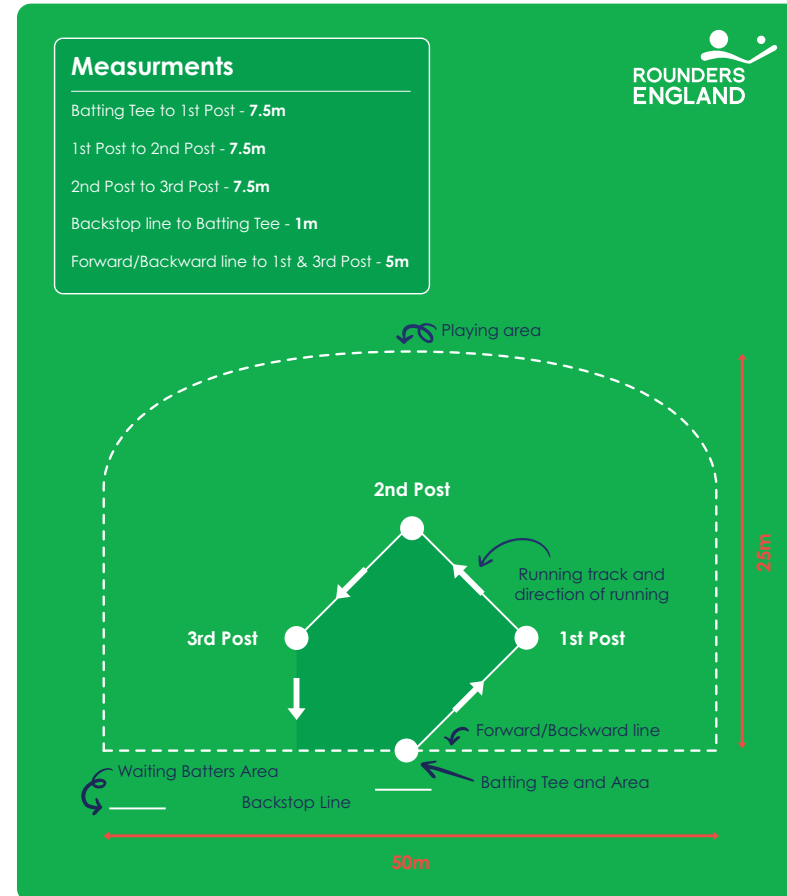 Measurments
ROUNDERS
ENGLAND
Batting Tee to 1st Post - 7.5m
1st Post to 2nd Post - 7.5m
2nd Post to 3rd Post - 7.5m
Backstop line to Batting Tee - 1m
Forward/Backward line to 1st & 3rd Post - 5m
Playing area
2nd Post
25m
Running track and
direction of running
3rd Post
1st Post
Forward/Backward line
Waiting Batters Area
Batting Tee and Area
Backstop Line
50m